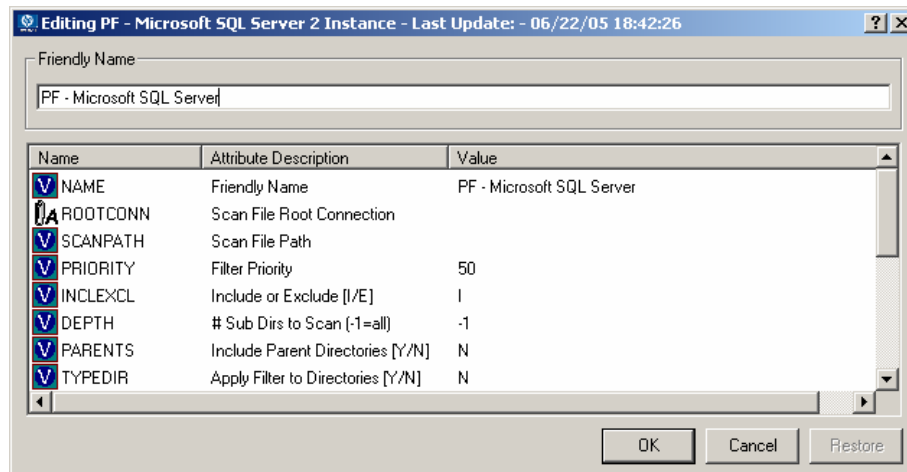 Editing PF - Microsoft SQL Server 2 Instance - Last Update: - 06/22/05 18:42:26
Friendly Name
PF - Microsoft SQL Server
Name Attribute Description Value
NAME Friendly Name PF - Microsoft SQL Server
ROOTCONN Scan File Root Connection
SCANPATH Scan File Path
PRIORITY Filter Priority 50
INCLEXCL Include or Exclude [I/E] I
DEPTH # Sub Dirs to Scan (-1=all) -1
PARENTS Include Parent Directories [Y/N] N
TYPEDIR Apply Filter to Directories [Y/N] N
OK Cancel Restore